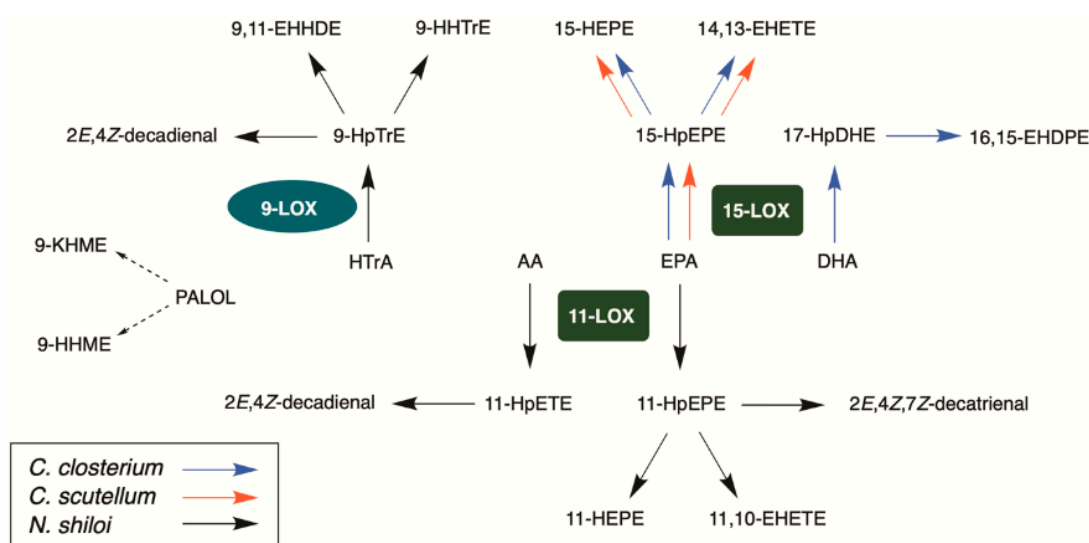 9,11-EHHDE 9-HHTrE 15-HEPE 14,13-EHETE
2E,4Z-decadienal 9-HpTrE 15-HpEPE 17-HpDHE 16,15-EHDPE
9-LOX 15-LOX
9-KHME HTrA AA EPA DHA
PALOL
11-LOX
9-HHME
2E,4Z-decadienal 11-HpETE 11-HpEPE 2E,4Z,7Z-decatrienal
C. closterium
C. scutellum
N. shiloi
11-HEPE 11,10-EHETE